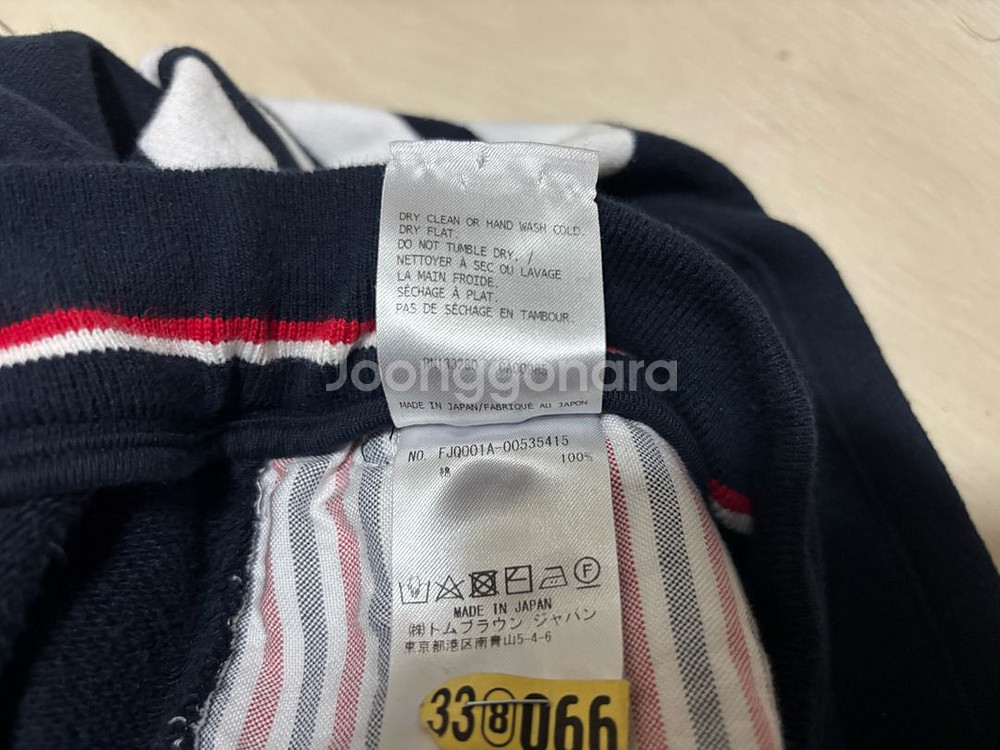 DRY CLEAN OR HAND WASH COLD.
DRY FLAT.
DO NOT TUMBLE DRY. /
NETTOYER À SEC OU LAVAGE
LA MAIN FROIDE.
SÉCHAGE À PLAT.
PAS DE SÉCHAGE EN TAMBOUR.
Joonggonara
MADE IN JAPAN/FABRIQUÉ AU JAPON
NO. FJQ001A-00535415
綿 100%
F
MADE IN JAPAN
㈱トムブラウン ジャパン
東京都港区南青山5-4-6
33⑧066